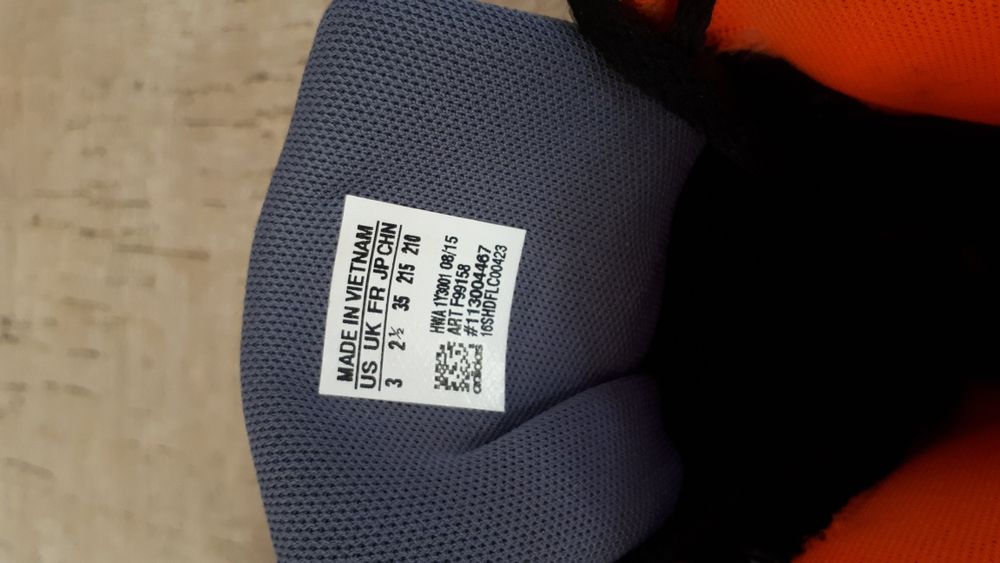 MADE IN VIETNAM
US UK FR JP CHN
3 2½ 35 215 210
HWA 1Y3001 08/15
ART F99158
#113004467
16SHDFLC00423
adidas